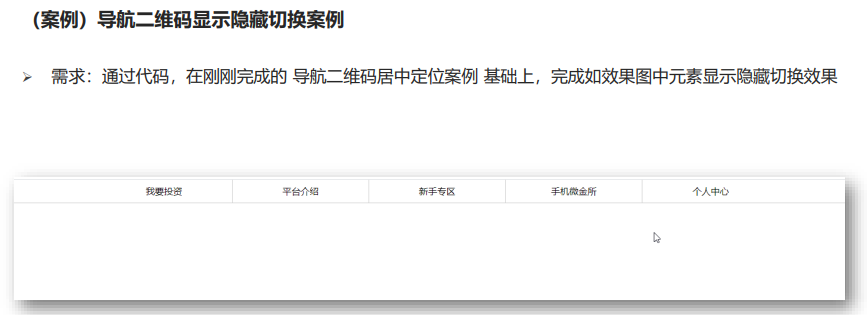 （案例）导航二维码显示隐藏切换案例
➢ 需求：通过代码，在刚刚完成的 导航二维码居中定位案例 基础上，完成如效果图中元素显示隐藏切换效果
我要投资 平台介绍 新手专区 手机微金所 个人中心